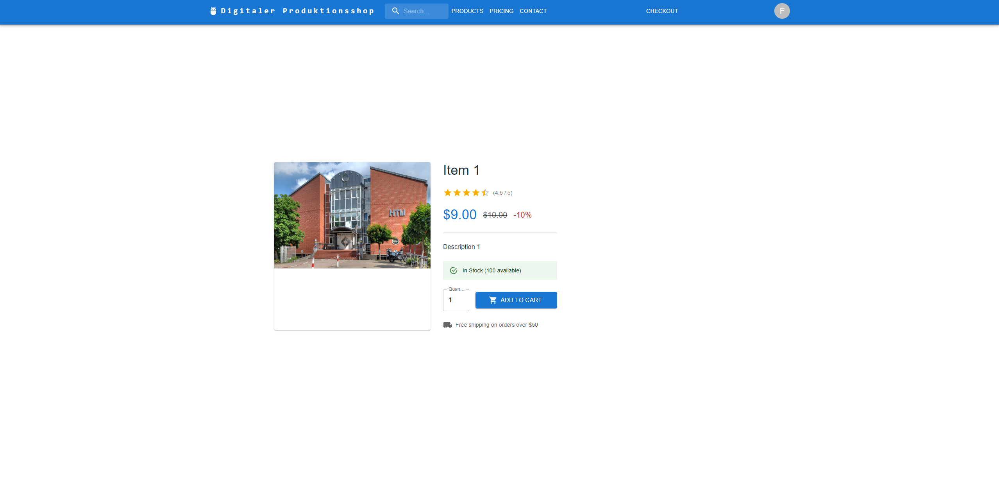 Digitaler Produktionsshop Search... PRODUCTS PRICING CONTACT CHECKOUT F
HTW
Item 1
(4.5 / 5)
$9.00 $10.00 -10%
Description 1
In Stock (100 available)
Quan...
1 ADD TO CART
Free shipping on orders over $50